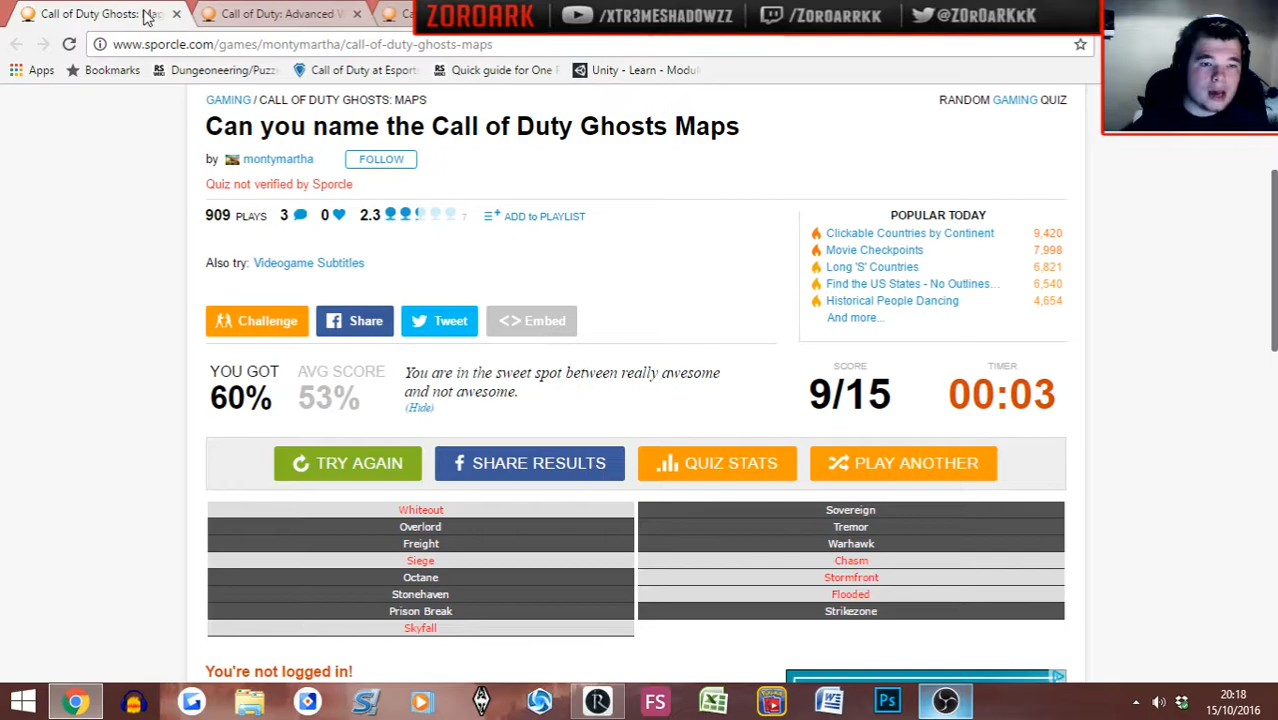 Call of Duty Ghosts: Map
Call of Duty: Advanced W
Ca
ZOROARK
/XTR3MESHADOWZZ
/ZOROARRKK
@ZOROARKKK
www.sporcle.com/games/montymartha/call-of-duty-ghosts-maps
Apps
Bookmarks
Dungeoneering/Puzz
Call of Duty at Esport
Quick guide for One P
Unity - Learn - Modul
GAMING / CALL OF DUTY GHOSTS: MAPS
RANDOM GAMING QUIZ
Can you name the Call of Duty Ghosts Maps
by montymartha FOLLOW
Quiz not verified by Sporcle
909 PLAYS 3 0 2.3 7 ADD to PLAYLIST
Also try: Videogame Subtitles
POPULAR TODAY
Clickable Countries by Continent 9,420
Movie Checkpoints 7,998
Long 'S' Countries 6,821
Find the US States - No Outlines... 6,540
Historical People Dancing 4,654
And more...
Challenge Share Tweet <> Embed
YOU GOT
60%
AVG SCORE
53%
You are in the sweet spot between really awesome
and not awesome.
(Hide)
SCORE
9/15
TIMER
00:03
TRY AGAIN SHARE RESULTS QUIZ STATS PLAY ANOTHER
Whiteout
Overlord
Freight
Siege
Octane
Stonehaven
Prison Break
Skyfall
Sovereign
Tremor
Warhawk
Chasm
Stormfront
Flooded
Strikezone
You're not logged in!
FS
Ps
20:18
15/10/2016